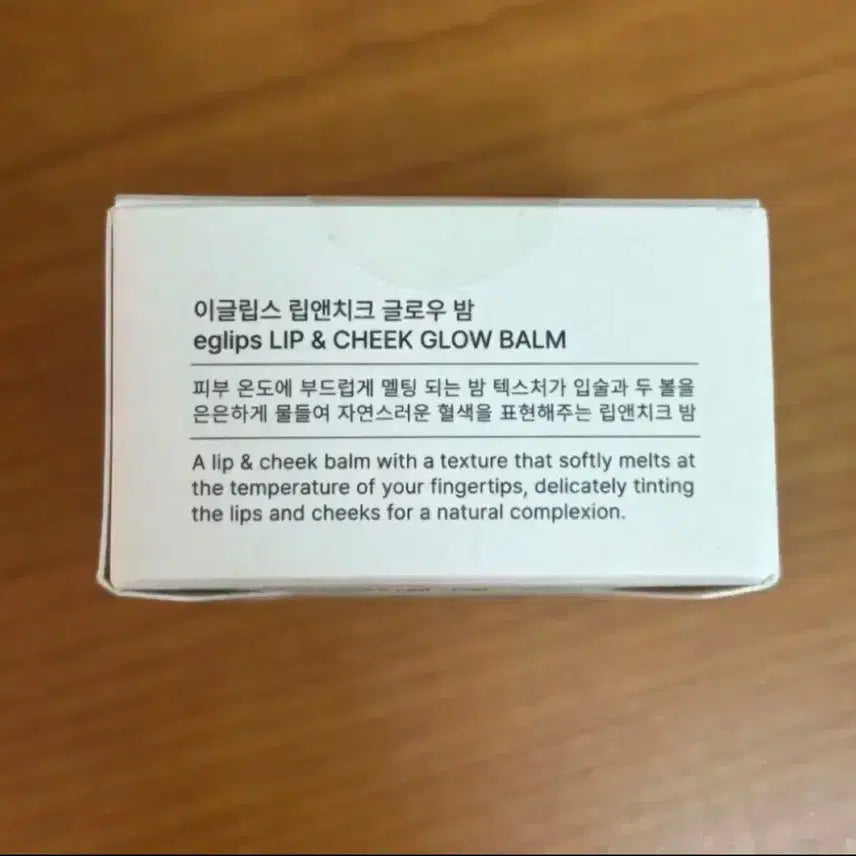 이글립스 립앤치크 글로우 밤
eglips LIP & CHEEK GLOW BALM
피부 온도에 부드럽게 멜팅 되는 밤 텍스처가 입술과 두 볼을
은은하게 물들여 자연스러운 혈색을 표현해주는 립앤치크 밤
A lip & cheek balm with a texture that softly melts at
the temperature of your fingertips, delicately tinting
the lips and cheeks for a natural complexion.